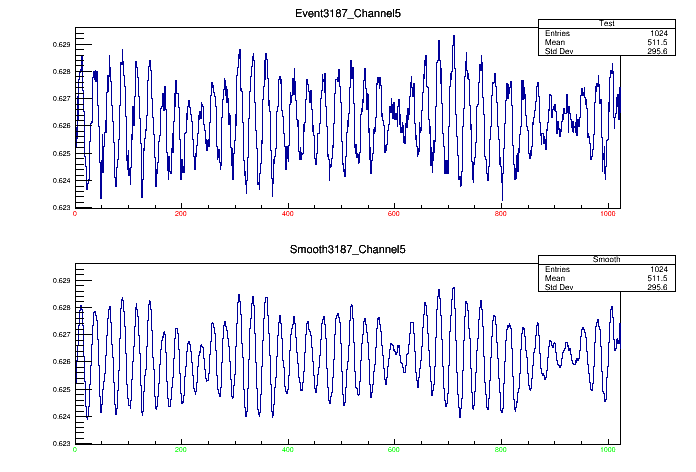 Event3187_Channel5
Test
Entries 1024
Mean 511.5
Std Dev 295.6
0.629
0.628
0.627
0.626
0.625
0.624
0.623
0 200 400 600 800 1000
Smooth3187_Channel5
Smooth
Entries 1024
Mean 511.5
Std Dev 295.6
0.629
0.628
0.627
0.626
0.625
0.624
0.623
0 200 400 600 800 1000